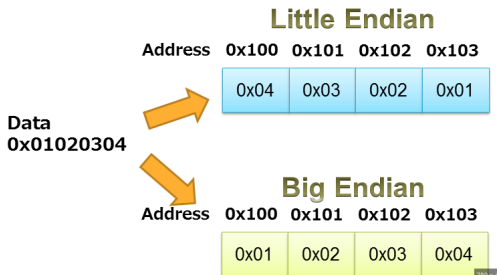 Little Endian
Address 0x100 0x101 0x102 0x103
0x04 0x03 0x02 0x01
Data
0x01020304
Big Endian
Address 0x100 0x101 0x102 0x103
0x01 0x02 0x03 0x04